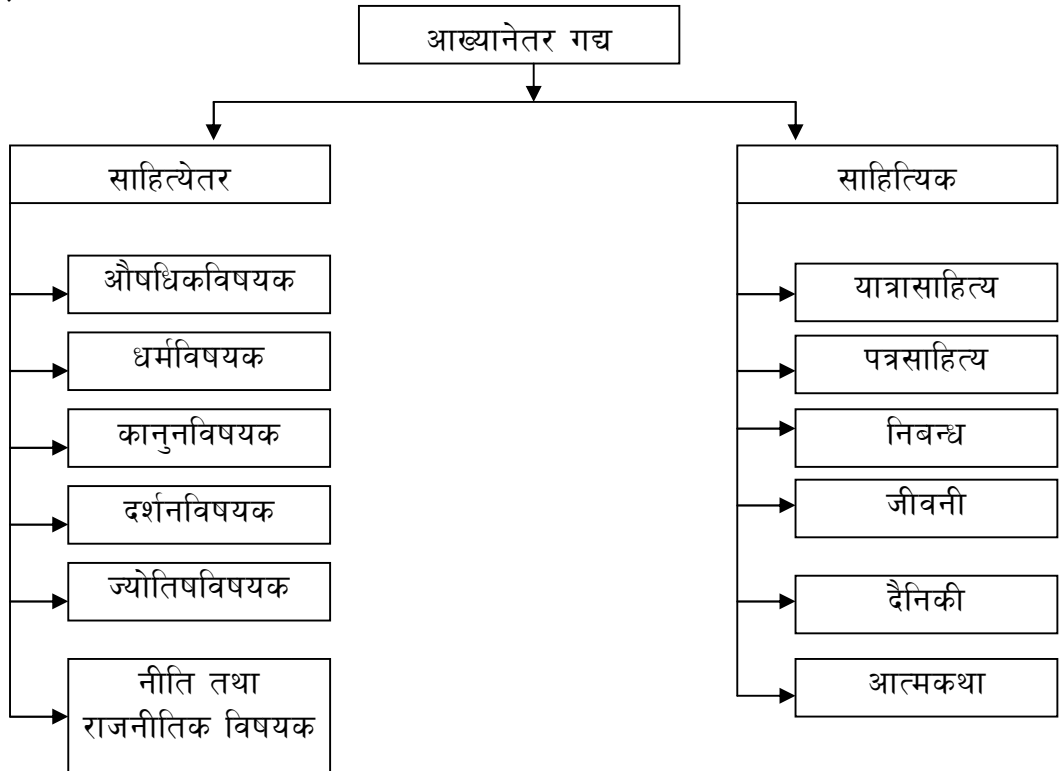 आख्यानेतर गद्य
साहित्येतर
औषधिकविषयक
धर्मविषयक
कानुनविषयक
दर्शनविषयक
ज्योतिषविषयक
नीति तथा
राजनीतिक विषयक
साहित्यिक
यात्रासाहित्य
पत्रसाहित्य
निबन्ध
जीवनी
दैनिकी
आत्मकथा